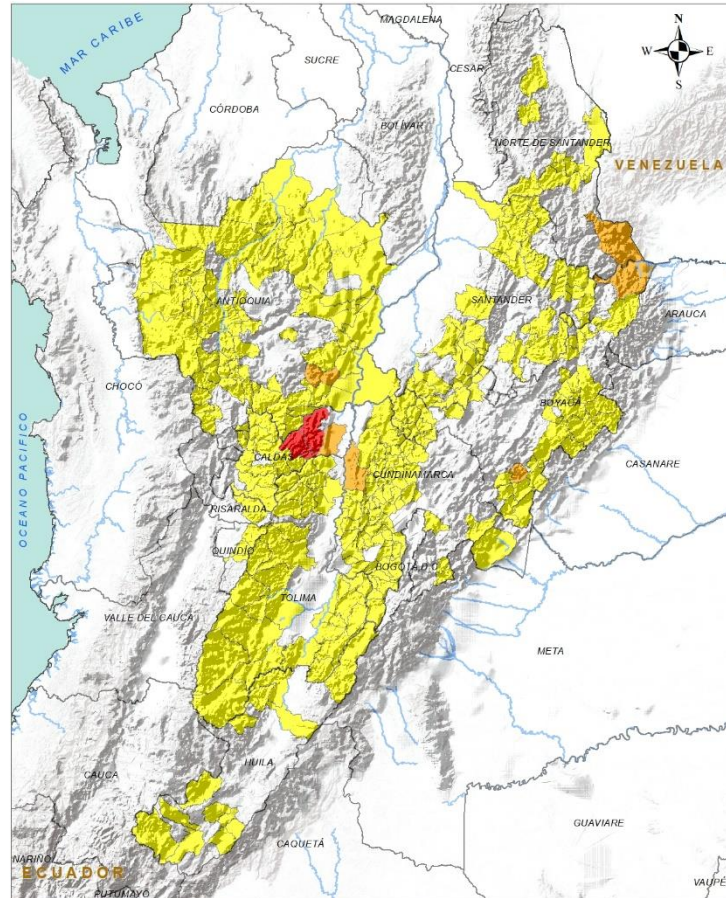 MAGDALENA
N
MAR CARIBE
SUCRE
CESAR
W
E
S
CÓRDOBA
BOLÍVAR
NORTE DE SANTANDER
VENEZUELA
ANTIOQUIA
SANTANDER
ARAUCA
CHOCÓ
BOYACÁ
CALDAS
CUNDINAMARCA
CASANARE
OCEANO PACIFICO
RISARALDA
QUINDÍO
BOGOTÁ, D.C.
TOLIMA
VALLE DEL CAUCA
META
HUILA
CAUCA
GUAVIARE
CAQUETÁ
NARIÑO
ECUADOR
PUTUMAYO
VAUPÉ